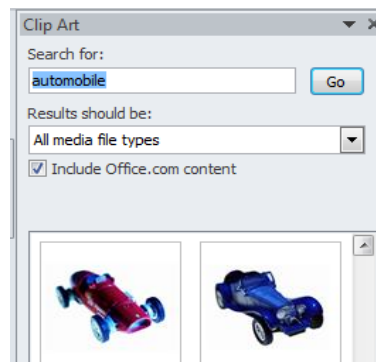 Clip Art
Search for:
automobile
Go
Results should be:
All media file types
Include Office.com content